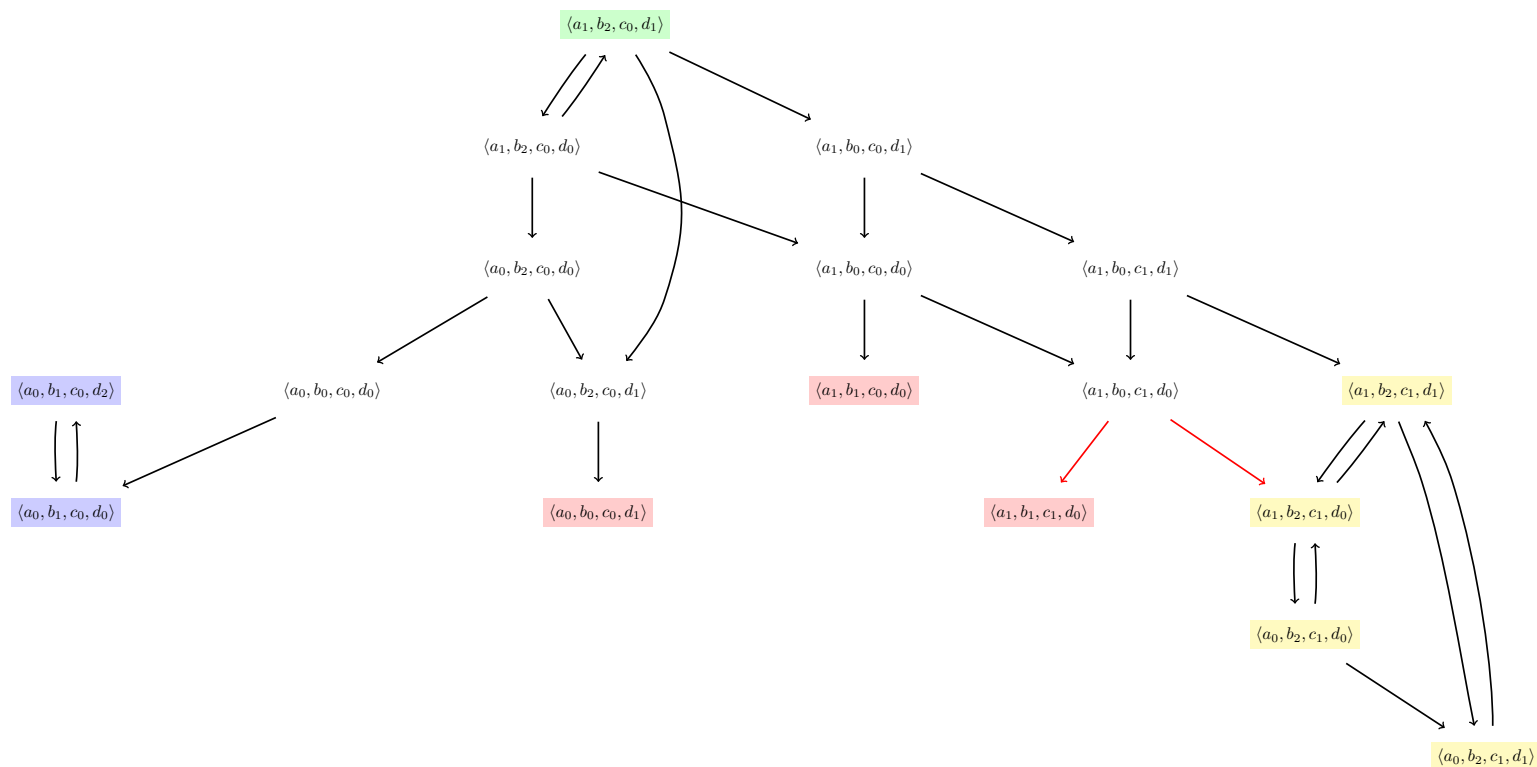 ⟨a₁, b₂, c₀, d₁⟩
⟨a₁, b₂, c₀, d₀⟩
⟨a₁, b₀, c₀, d₁⟩
⟨a₀, b₂, c₀, d₀⟩
⟨a₁, b₀, c₀, d₀⟩
⟨a₁, b₀, c₁, d₁⟩
⟨a₀, b₁, c₀, d₂⟩
⟨a₀, b₀, c₀, d₀⟩
⟨a₀, b₂, c₀, d₁⟩
⟨a₁, b₁, c₀, d₀⟩
⟨a₁, b₀, c₁, d₀⟩
⟨a₁, b₂, c₁, d₁⟩
⟨a₀, b₁, c₀, d₀⟩
⟨a₀, b₀, c₀, d₁⟩
⟨a₁, b₁, c₁, d₀⟩
⟨a₁, b₂, c₁, d₀⟩
⟨a₀, b₂, c₁, d₀⟩
⟨a₀, b₂, c₁, d₁⟩